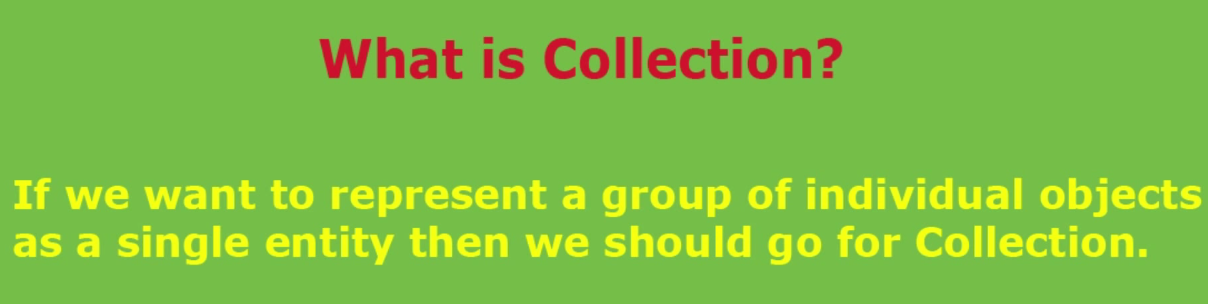 What is Collection?
If we want to represent a group of individual objects
as a single entity then we should go for Collection.